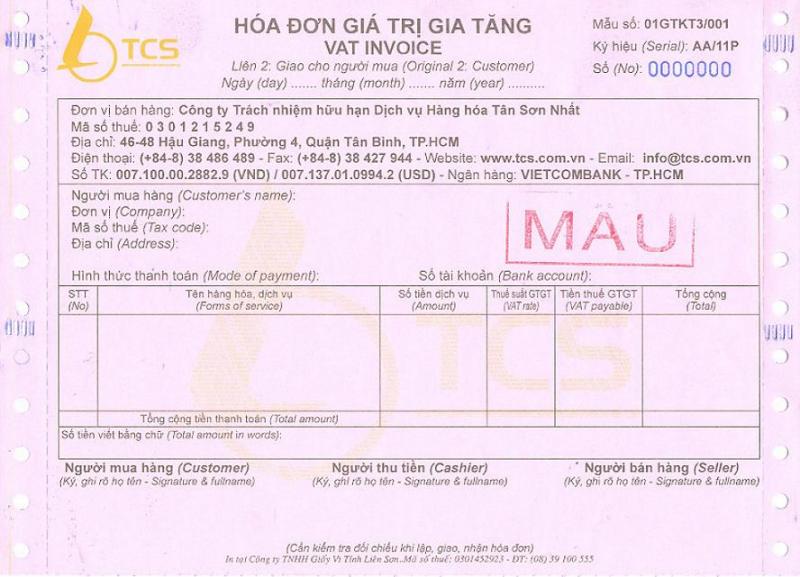 TCS
HÓA ĐƠN GIÁ TRỊ GIA TĂNG
VAT INVOICE
Liên 2: Giao cho người mua (Original 2: Customer)
Ngày (day) ....... tháng (month) ....... năm (year) ..........
Mẫu số: 01GTKT3/001
Ký hiệu (Serial): AA/11P
Số (No): 0000000
Đơn vị bán hàng: Công ty Trách nhiệm hữu hạn Dịch vụ Hàng hóa Tân Sơn Nhất
Mã số thuế: 0 3 0 1 2 1 5 2 4 9
Địa chỉ: 46-48 Hậu Giang, Phường 4, Quận Tân Bình, TP.HCM
Điện thoại: (+84-8) 38 486 489 - Fax: (+84-8) 38 427 944 - Website: www.tcs.com.vn - Email: info@tcs.com.vn
Số TK: 007.100.00.2882.9 (VND) / 007.137.01.0994.2 (USD) - Ngân hàng: VIETCOMBANK - TP.HCM
Người mua hàng (Customer's name):
Đơn vị (Company):
Mã số thuế (Tax code):
Địa chỉ (Address):
MẪU
Hình thức thanh toán (Mode of payment): Số tài khoản (Bank account):
STT Tên hàng hóa, dịch vụ Số tiền dịch vụ Thuế suất GTGT Tiền thuế GTGT Tổng cộng
(No) (Forms of service) (Amount) (VAT rate) (VAT payable) (Total)
TCS
Tổng cộng tiền thanh toán (Total amount)
Số tiền viết bằng chữ (Total amount in words):
Người mua hàng (Customer) Người thu tiền (Cashier) Người bán hàng (Seller)
(Ký, ghi rõ họ tên - Signature & fullname) (Ký, ghi rõ họ tên - Signature & fullname) (Ký, ghi rõ họ tên - Signature & fullname)
(Cần kiểm tra đối chiếu khi lập, giao, nhận hóa đơn)
In tại Công ty TNHH Giấy Vi Tính Liên Sơn..Mã số thuế: 0301452923 - ĐT: (08) 39 100 555